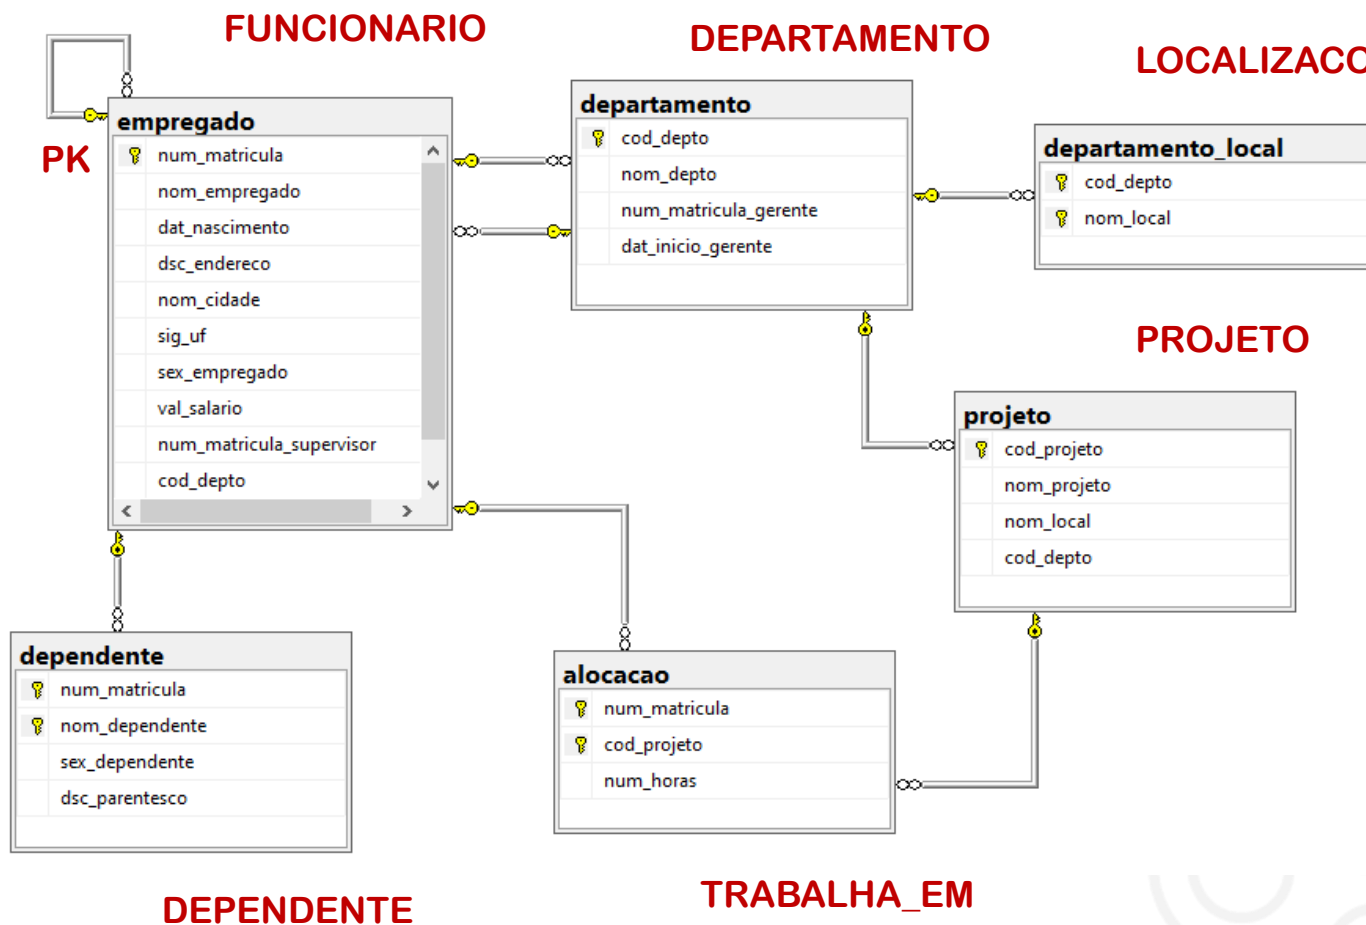 FUNCIONARIO
DEPARTAMENTO
LOCALIZACO
PK
empregado
num_matricula
nom_empregado
dat_nascimento
dsc_endereco
nom_cidade
sig_uf
sex_empregado
val_salario
num_matricula_supervisor
cod_depto
departamento
cod_depto
nom_depto
num_matricula_gerente
dat_inicio_gerente
departamento_local
cod_depto
nom_local
PROJETO
projeto
cod_projeto
nom_projeto
nom_local
cod_depto
dependente
num_matricula
nom_dependente
sex_dependente
dsc_parentesco
alocacao
num_matricula
cod_projeto
num_horas
DEPENDENTE
TRABALHA_EM